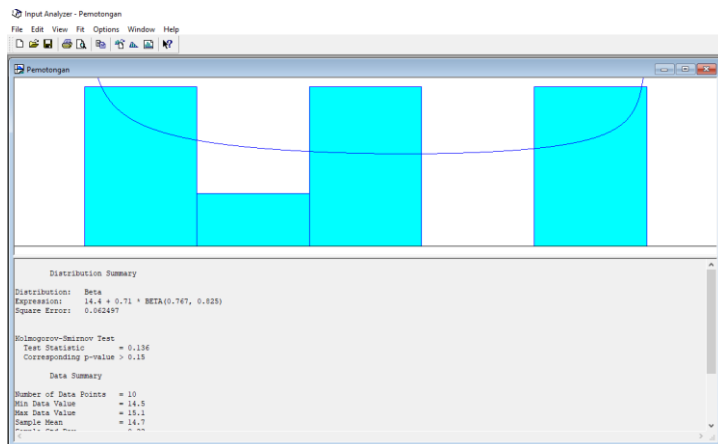 Input Analyzer - Pemotongan
File Edit View Fit Options Window Help
Pemotongan
Distribution Summary
Distribution: Beta
Expression: 14.4 + 0.71 * BETA(0.767, 0.825)
Square Error: 0.062497
Kolmogorov-Smirnov Test
Test Statistic = 0.136
Corresponding p-value > 0.15
Data Summary
Number of Data Points = 10
Min Data Value = 14.5
Max Data Value = 15.1
Sample Mean = 14.7